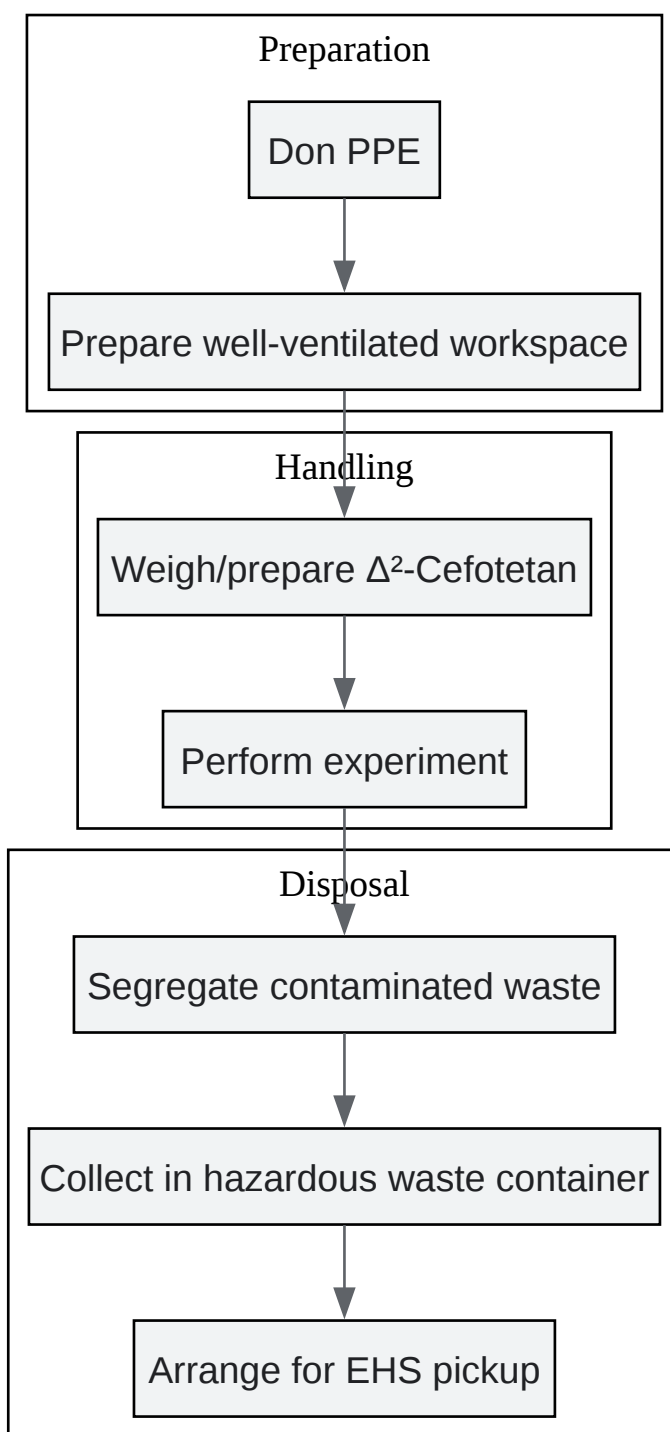 Preparation
Don PPE
Prepare well-ventilated workspace
Handling
Weigh/prepare Δ²-Cefotetan
Perform experiment
Disposal
Segregate contaminated waste
Collect in hazardous waste container
Arrange for EHS pickup